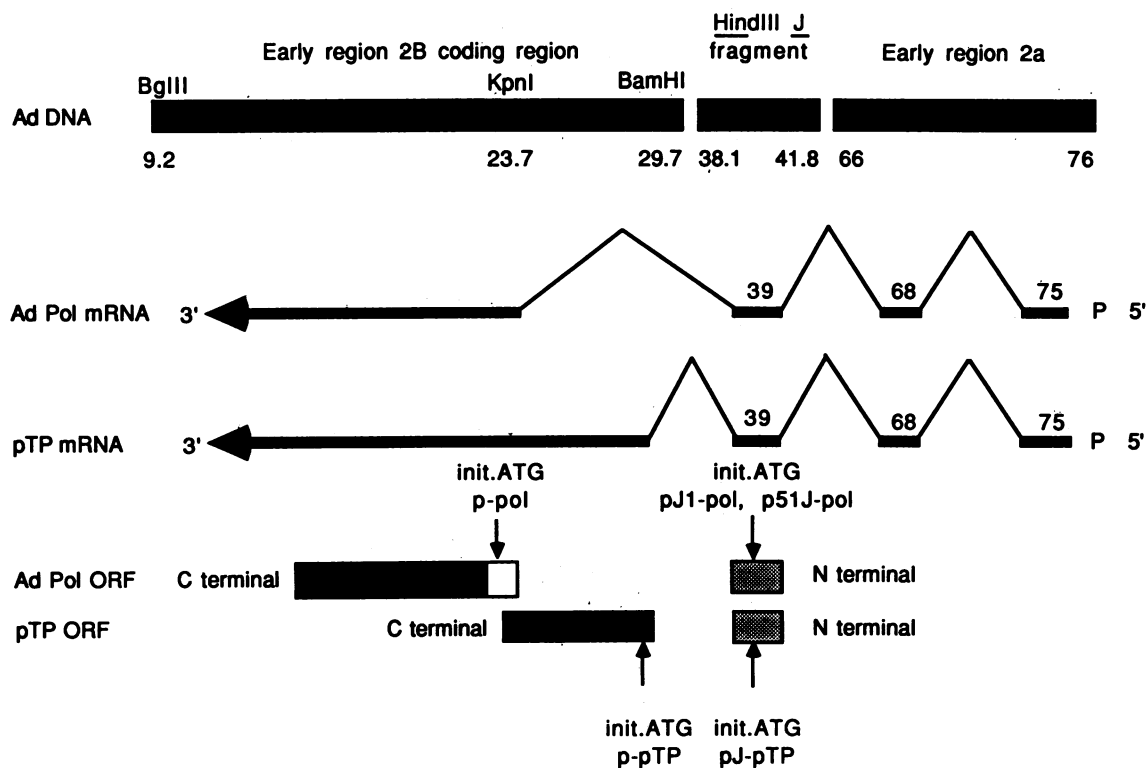 HindIII J
fragment
Early region 2B coding region
Early region 2a
BglII
KpnI
BamHI
Ad DNA
9.2
23.7
29.7
38.1
41.8
66
76
39
68
75
Ad Pol mRNA
3'
P
5'
39
68
75
pTP mRNA
3'
P
5'
init.ATG
p-pol
init.ATG
pJ1-pol, p51J-pol
Ad Pol ORF
C terminal
N terminal
pTP ORF
C terminal
N terminal
init.ATG
p-pTP
init.ATG
pJ-pTP